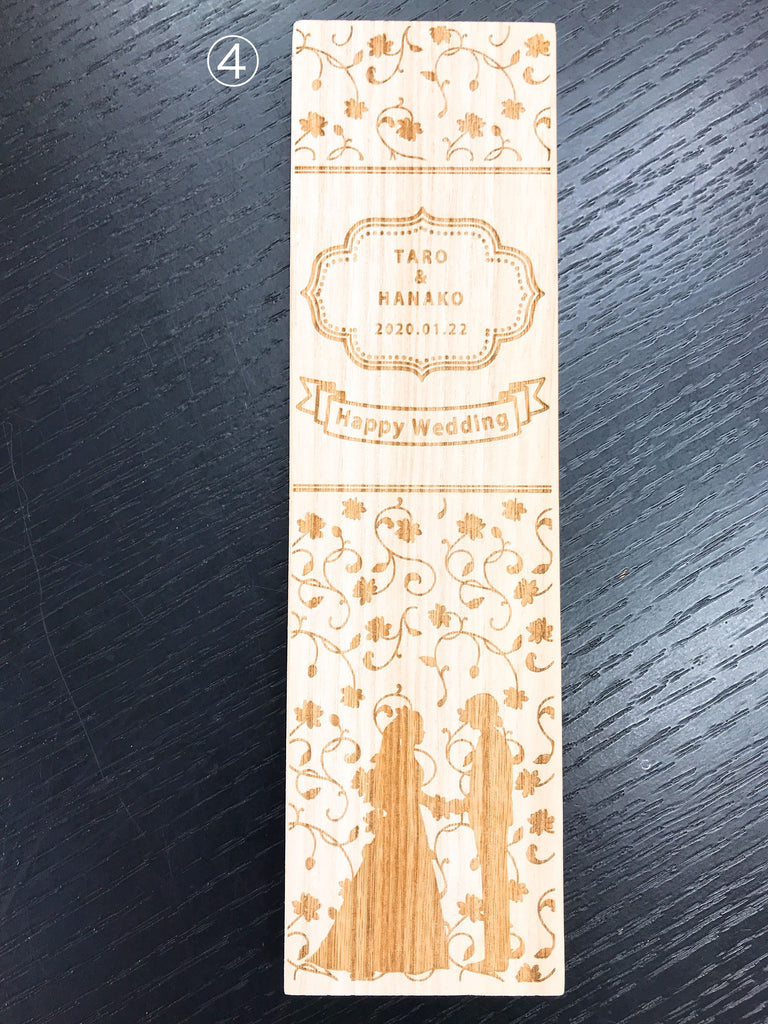 ④
TARO
&
HANAKO
2020.01.22
Happy Wedding